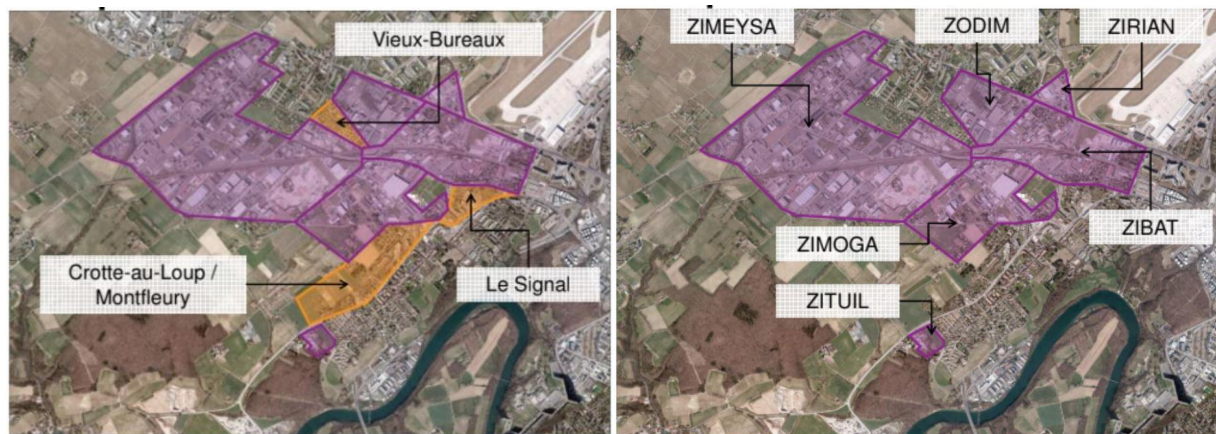 Vieux-Bureaux
Crotte-au-Loup /
Montfleury
Le Signal
ZIMEYSA
ZODIM
ZIRIAN
ZIMOGA
ZIBAT
ZITUIL